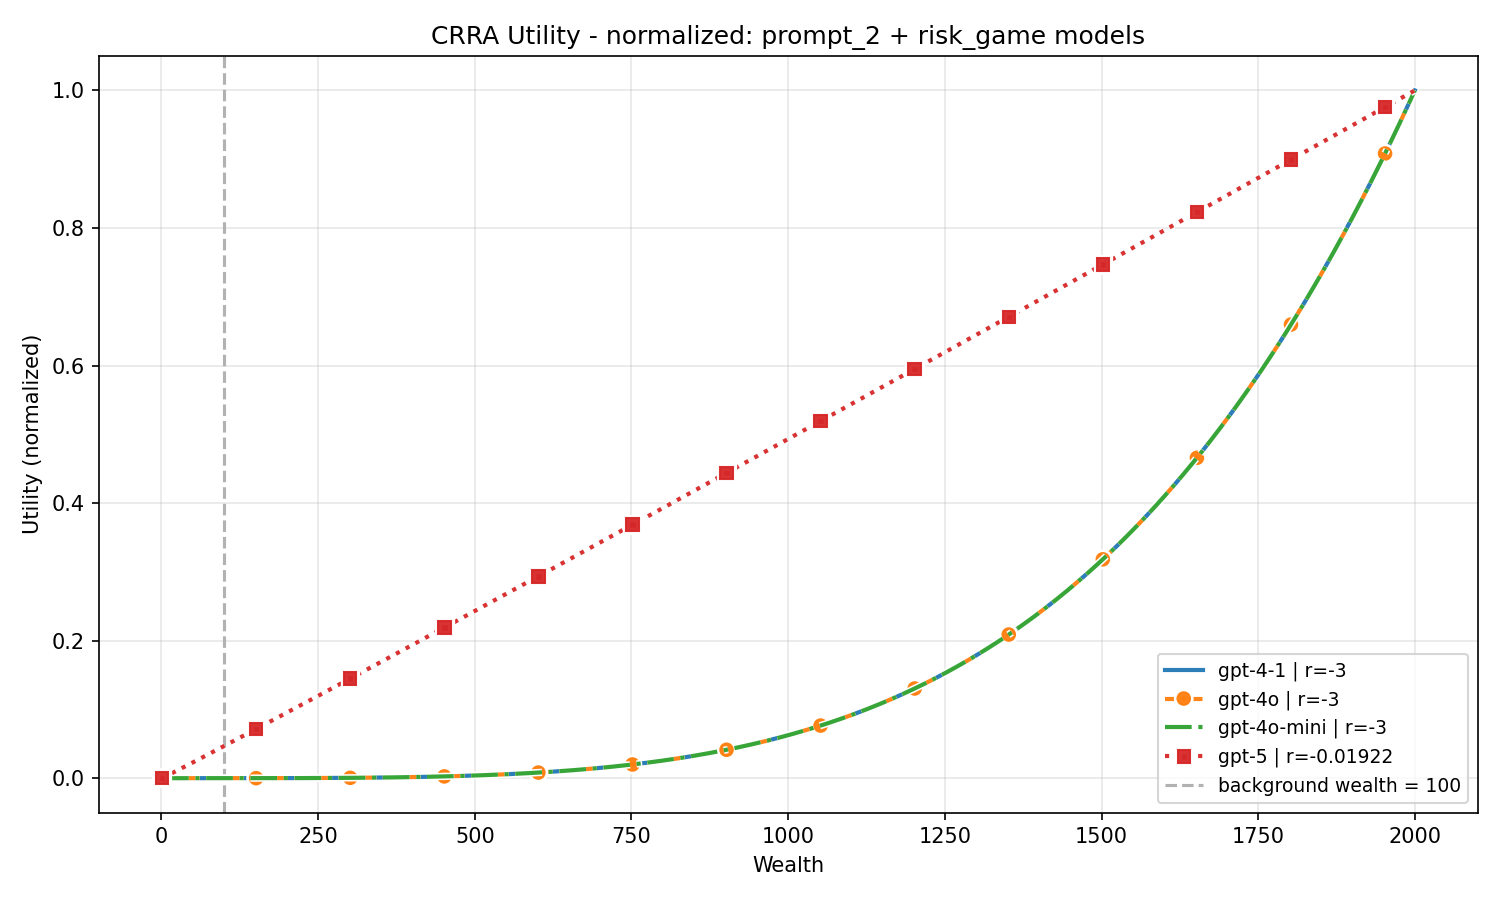 CRRA Utility - normalized: prompt_2 + risk_game models
Utility (normalized)
1.0
0.8
0.6
0.4
0.2
0.0
0 250 500 750 1000 1250 1500 1750 2000
Wealth
gpt-4-1 | r=-3
gpt-4o | r=-3
gpt-4o-mini | r=-3
gpt-5 | r=-0.01922
background wealth = 100